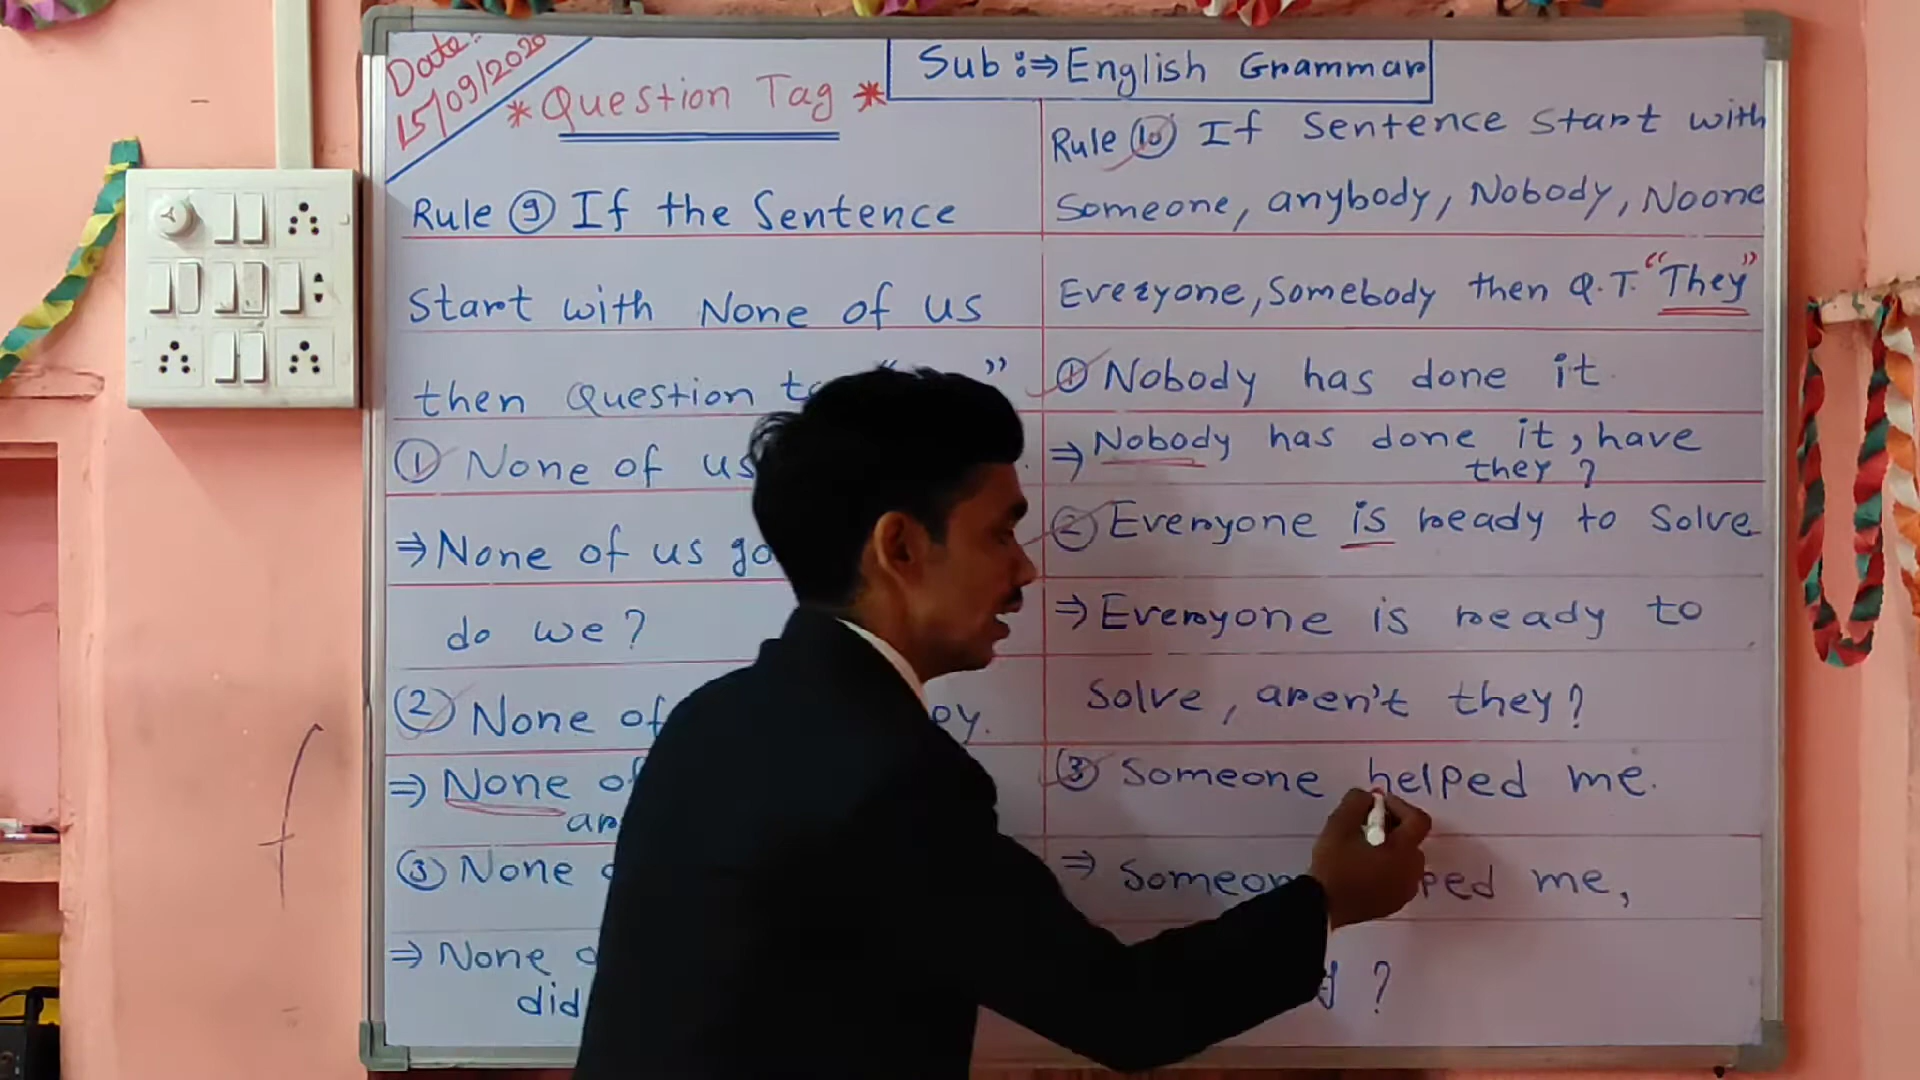 Date:
15/09/2020
* Question Tag *
Sub :⇒ English Grammar
Rule ⑨ If the Sentence
Start with None of us
then Question
① None of us
⇒ None of us go
do we?
② None of
⇒ None
③ None
⇒ None
did
Rule ⑩ If Sentence Start with
Someone, anybody, Nobody, Noone
Everyone, Somebody then Q.T. "They"
① Nobody has done it.
⇒ Nobody has done it, have
they ?
② Everyone is ready to Solve
⇒ Everyone is ready to
Solve, aren't they?
③ Someone helped me.
⇒ me,
?